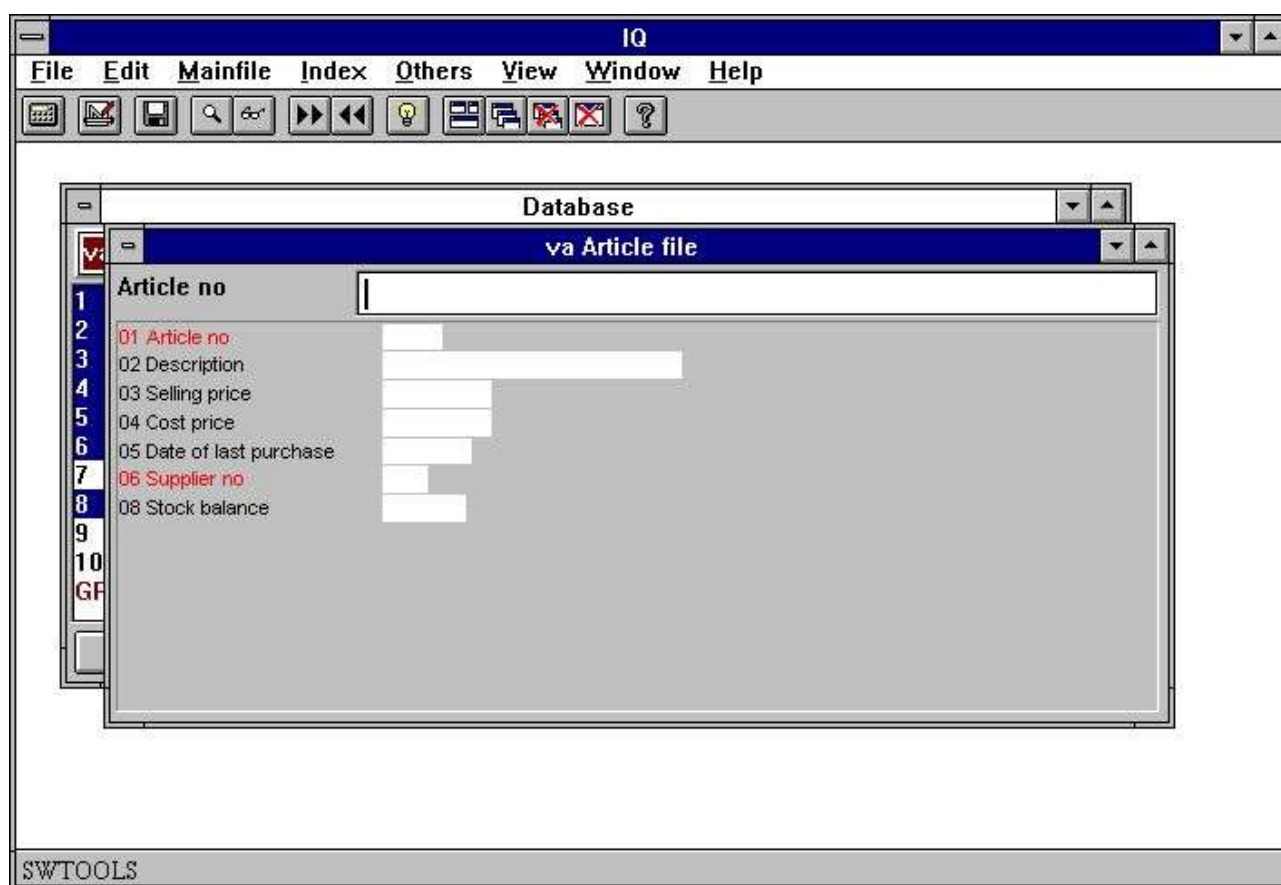 IQ
File Edit Mainfile Index Others View Window Help
Database
va
va Article file
Article no
1
2
3
4
5
6
7
8
9
10
01 Article no
02 Description
03 Selling price
04 Cost price
05 Date of last purchase
06 Supplier no
08 Stock balance
SWTOOLS